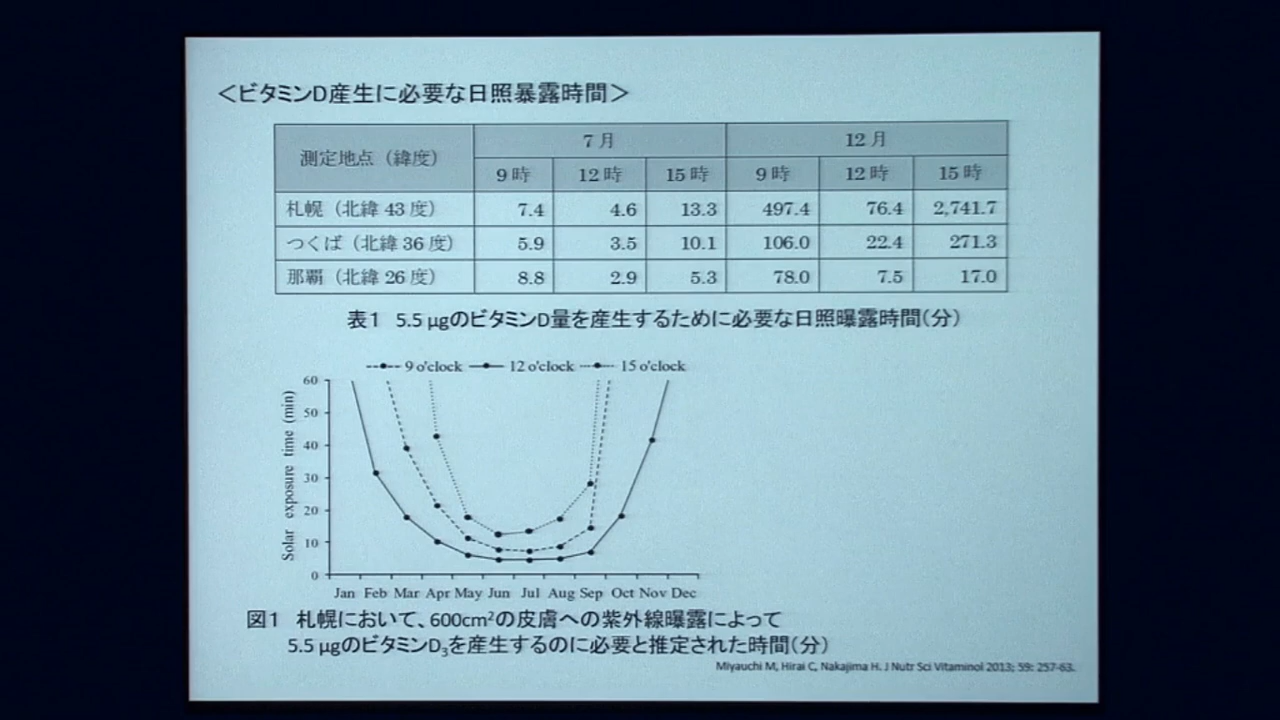 ＜ビタミンD産生に必要な日照暴露時間＞
測定地点（緯度） 7月 12月
9時 12時 15時 9時 12時 15時
札幌（北緯 43 度） 7.4 4.6 13.3 497.4 76.4 2,741.7
つくば（北緯 36 度） 5.9 3.5 10.1 106.0 22.4 271.3
那覇（北緯 26 度） 8.8 2.9 5.3 78.0 7.5 17.0
表1 5.5 μgのビタミンD量を産生するために必要な日照曝露時間（分）
9 o'clock 12 o'clock 15 o'clock
Solar exposure time (min)
60
50
40
30
20
10
0
Jan Feb Mar Apr May Jun Jul Aug Sep Oct Nov Dec
図1 札幌において、600cm²の皮膚への紫外線曝露によって
5.5 μgのビタミンD₃を産生するのに必要と推定された時間（分）
Miyauchi M, Hirai C, Nakajima H. J Nutr Sci Vitaminol 2013; 59: 257-63.